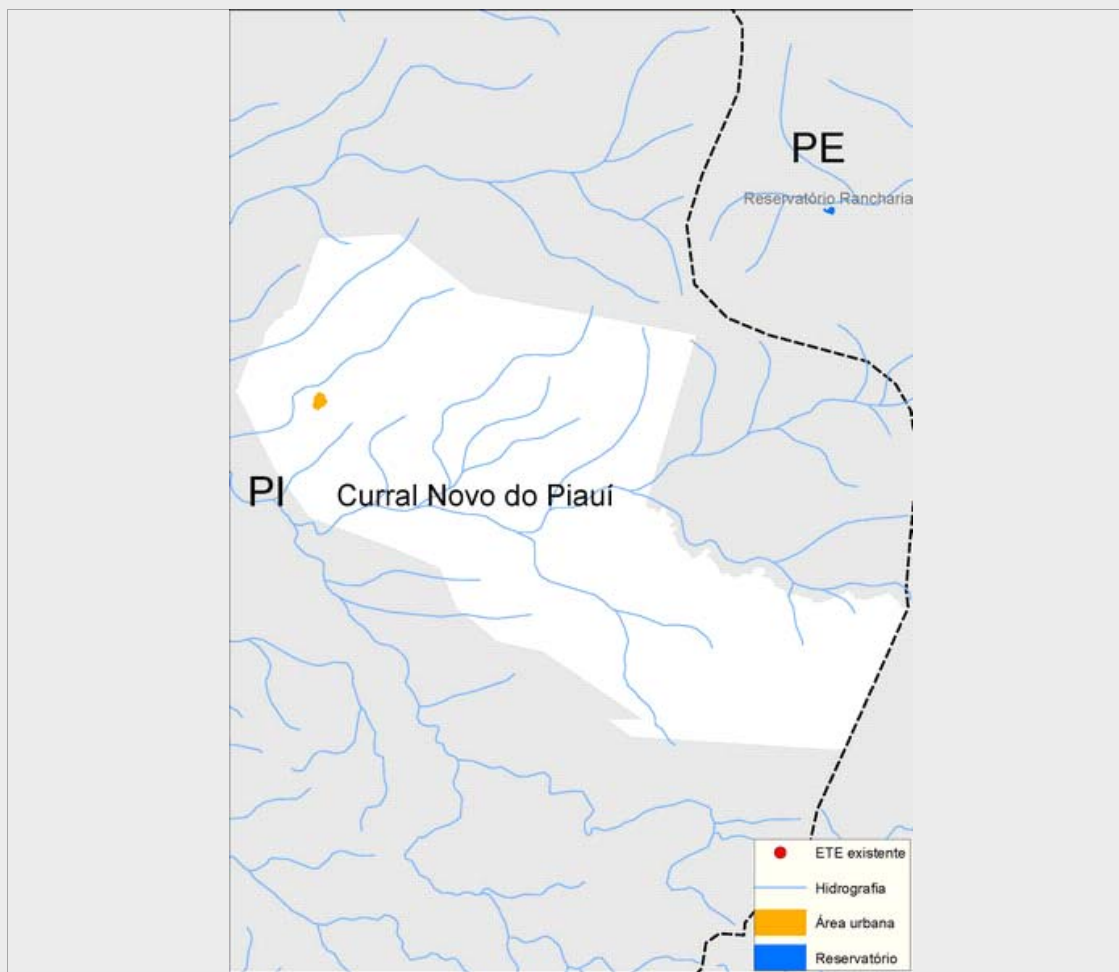 PE
Reservatório Rancharia
PI
Curral Novo do Piauí
ETE existente
Hidrografia
Área urbana
Reservatório